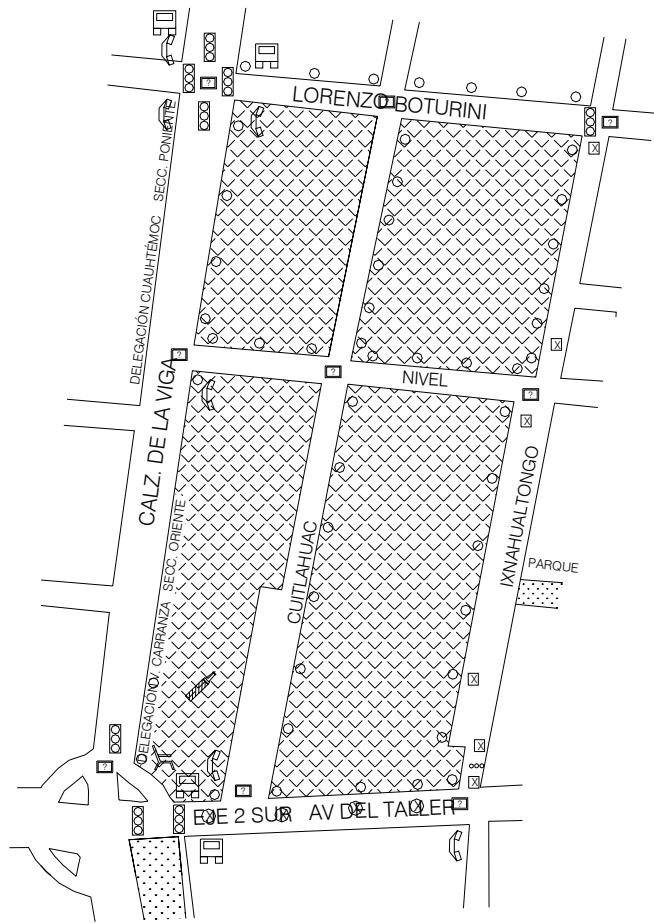 LORENZO BOTURINI
DELEGACIÓN CUAUHTÉMOC SECC. PONIENTE
CALZ. DE LA VIGA
NIVEL
DELEGACIÓN V. CARRANZA SECC. ORIENTE
CUITLAHUAC
IXNAHUALTONGO
PARQUE
EJE 2 SUR AV DEL TALLER
?
?
?
?
?
?
?
?
?
X
X
X
X
X
X